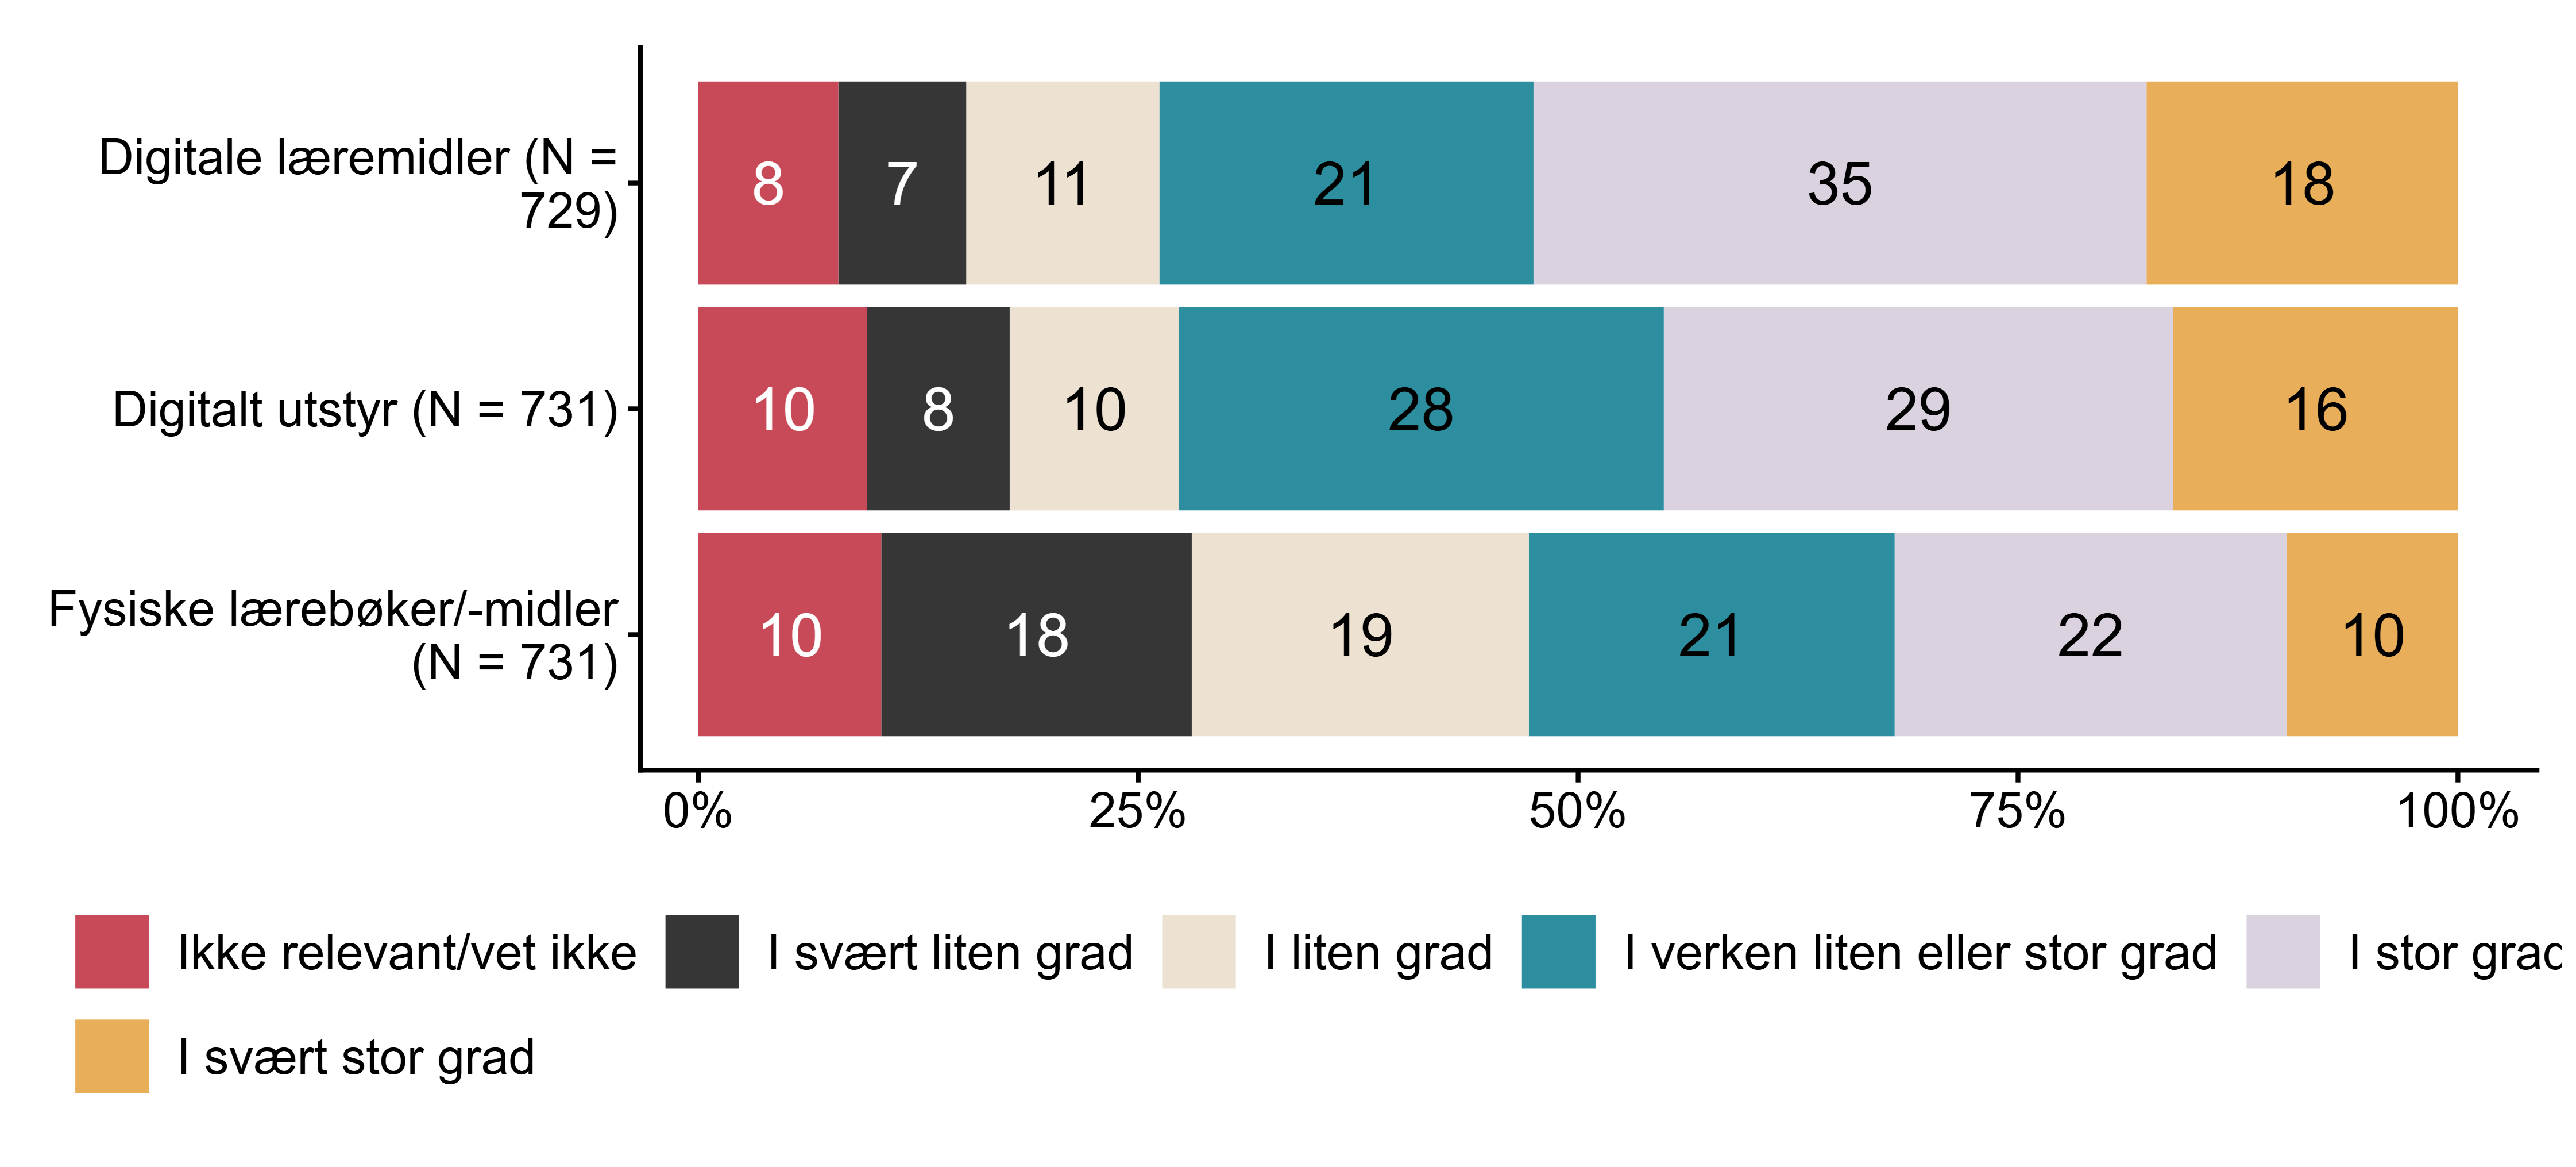 Digitale læremidler (N =
729)
8 7 11 21 35 18
Digitalt utstyr (N = 731)
10 8 10 28 29 16
Fysiske lærebøker/-midler
(N = 731)
10 18 19 21 22 10
0% 25% 50% 75% 100%
Ikke relevant/vet ikke I svært liten grad I liten grad I verken liten eller stor grad I stor grad
I svært stor grad